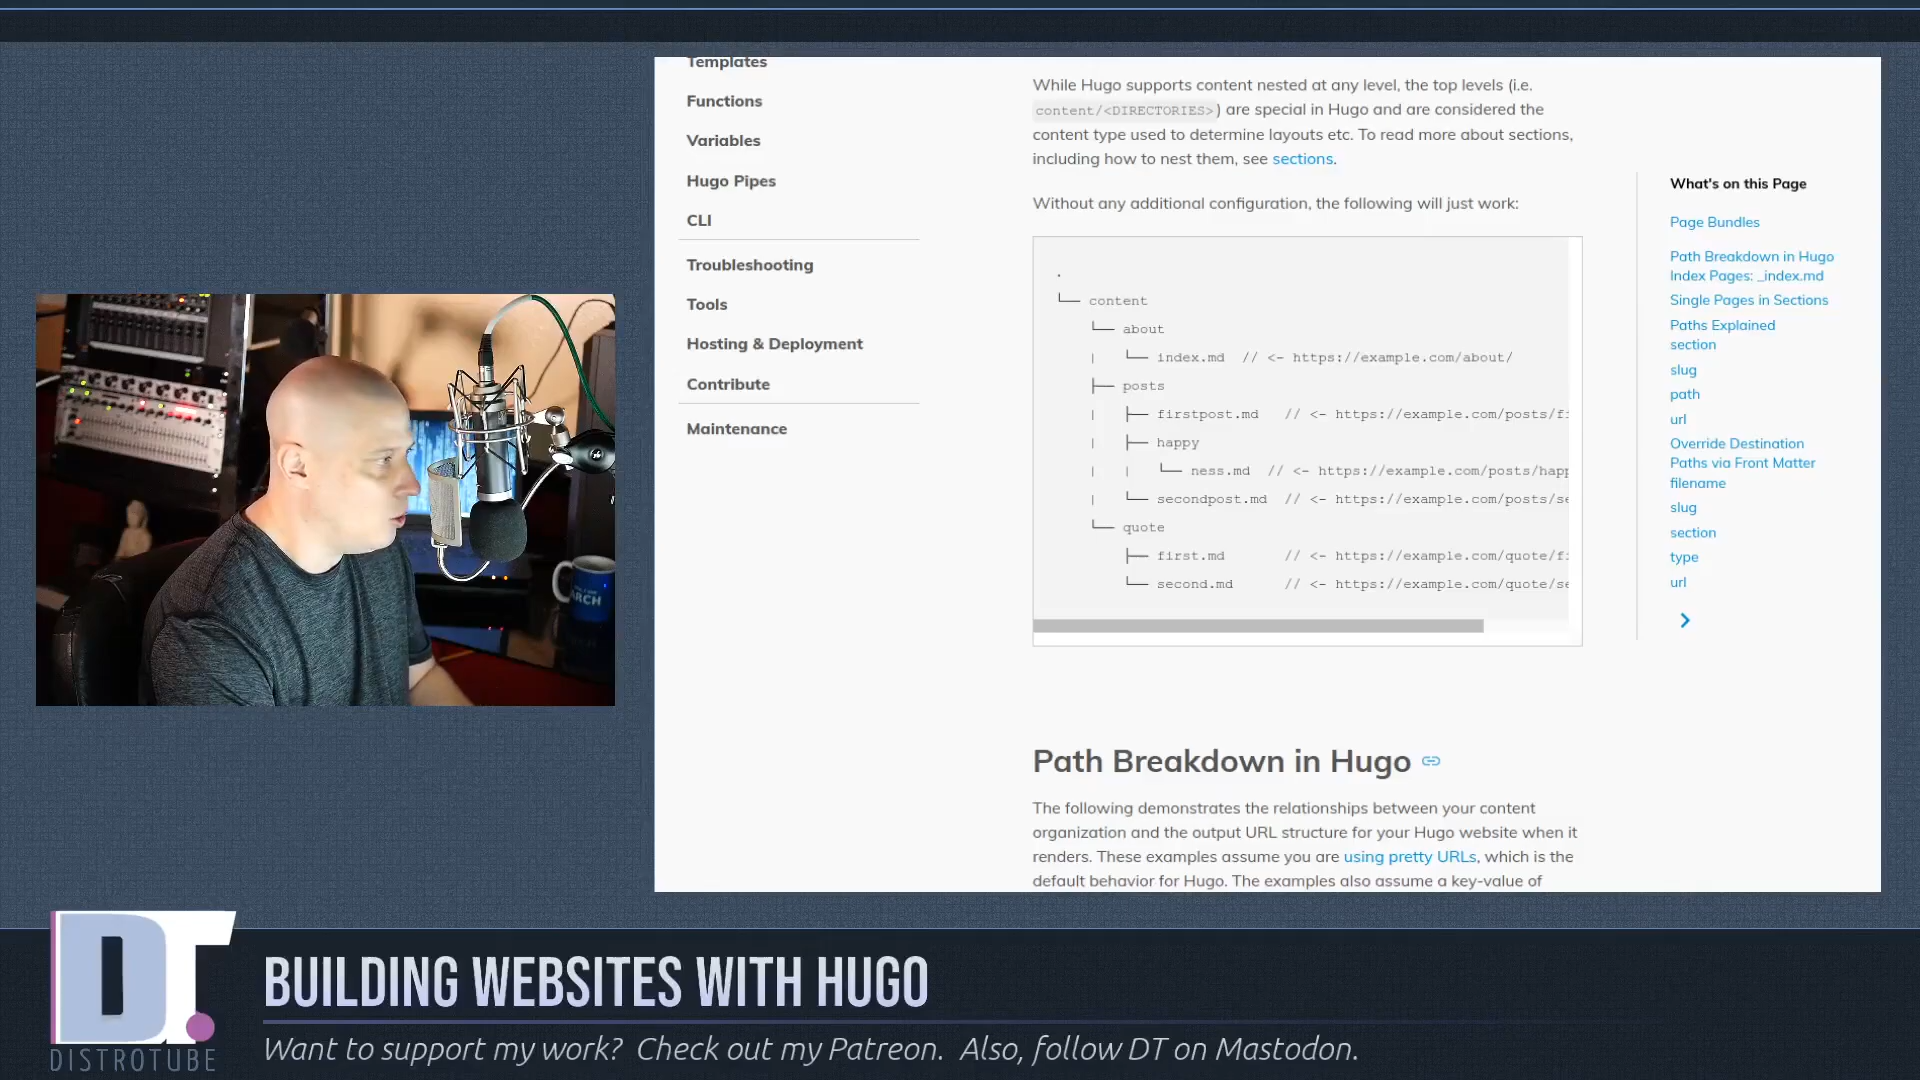 Templates
Functions
Variables
Hugo Pipes
CLI
Troubleshooting
Tools
Hosting & Deployment
Contribute
Maintenance
While Hugo supports content nested at any level, the top levels (i.e.
content/<DIRECTORIES>) are special in Hugo and are considered the
content type used to determine layouts etc. To read more about sections,
including how to nest them, see sections.
Without any additional configuration, the following will just work:
.
└── content
└── about
|   └── index.md  // <- https://example.com/about/
├── posts
|   ├── firstpost.md   // <- https://example.com/posts/fi
|   ├── happy
|   |   └── ness.md  // <- https://example.com/posts/happ
|   └── secondpost.md  // <- https://example.com/posts/se
└── quote
├── first.md       // <- https://example.com/quote/fi
└── second.md      // <- https://example.com/quote/se
Path Breakdown in Hugo
The following demonstrates the relationships between your content
organization and the output URL structure for your Hugo website when it
renders. These examples assume you are using pretty URLs, which is the
default behavior for Hugo. The examples also assume a key-value of
What's on this Page
Page Bundles
Path Breakdown in Hugo
Index Pages: _index.md
Single Pages in Sections
Paths Explained
section
slug
path
url
Override Destination
Paths via Front Matter
filename
slug
section
type
url
ARCH
DT
DISTROTUBE
BUILDING WEBSITES WITH HUGO
Want to support my work?  Check out my Patreon.  Also, follow DT on Mastodon.